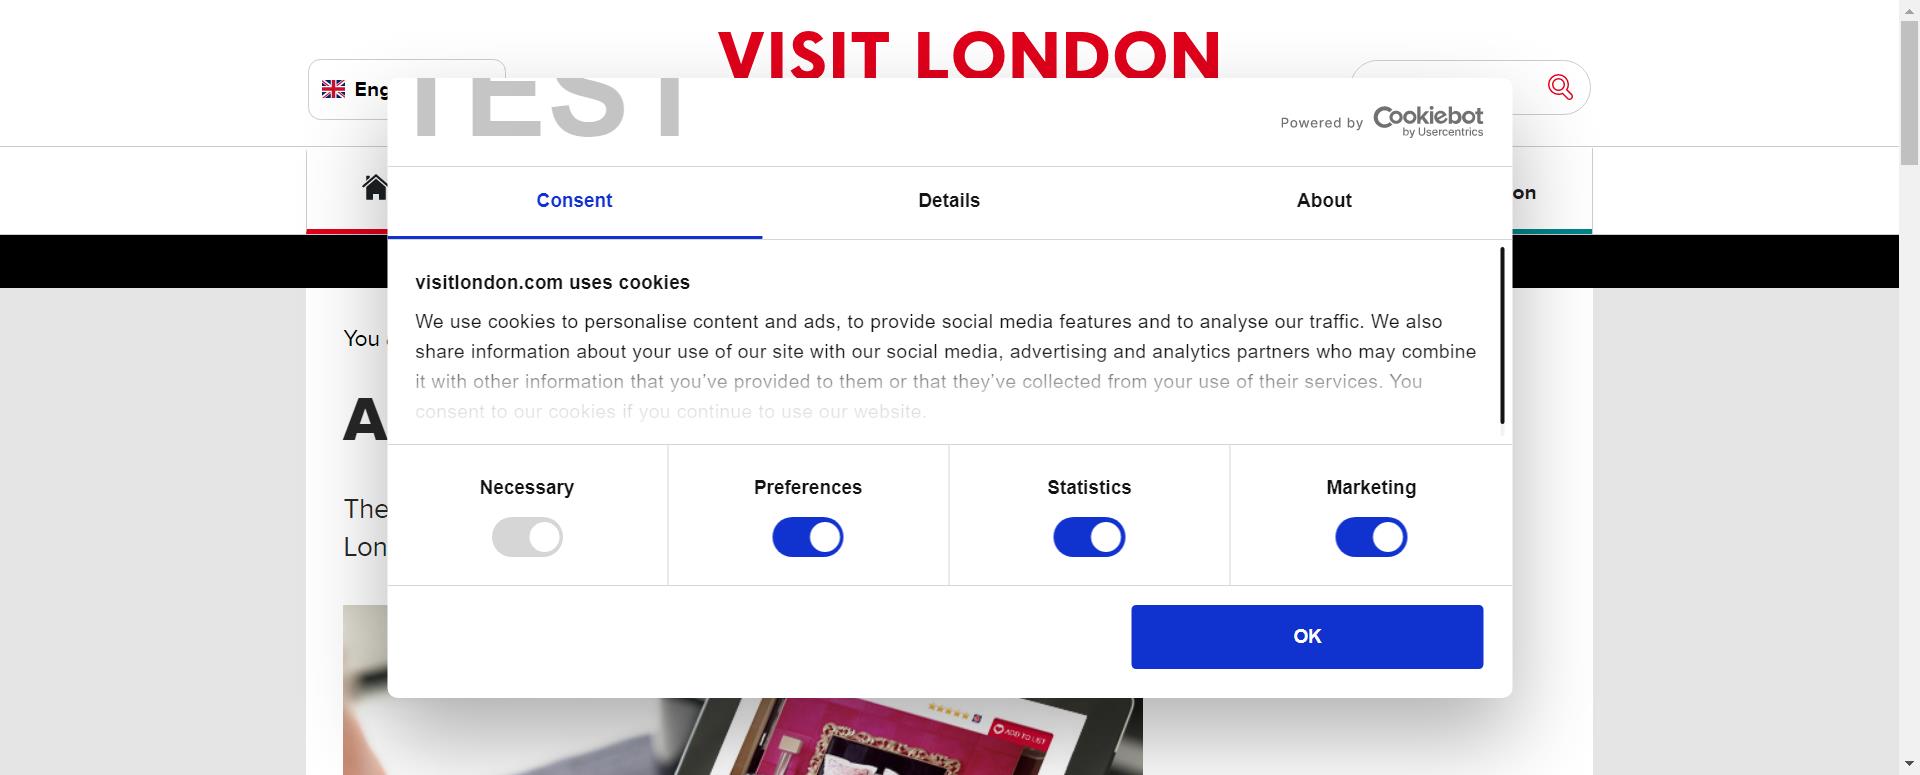 VISIT LONDON
Eng
TEST
Powered by Cookiebot
by Usercentrics
Consent Details About
on
visitlondon.com uses cookies
We use cookies to personalise content and ads, to provide social media features and to analyse our traffic. We also
share information about your use of our site with our social media, advertising and analytics partners who may combine
it with other information that you've provided to them or that they've collected from your use of their services. You
consent to our cookies if you continue to use our website.
You
A
The
Lon
Necessary Preferences Statistics Marketing
OK
ADD TO LIST